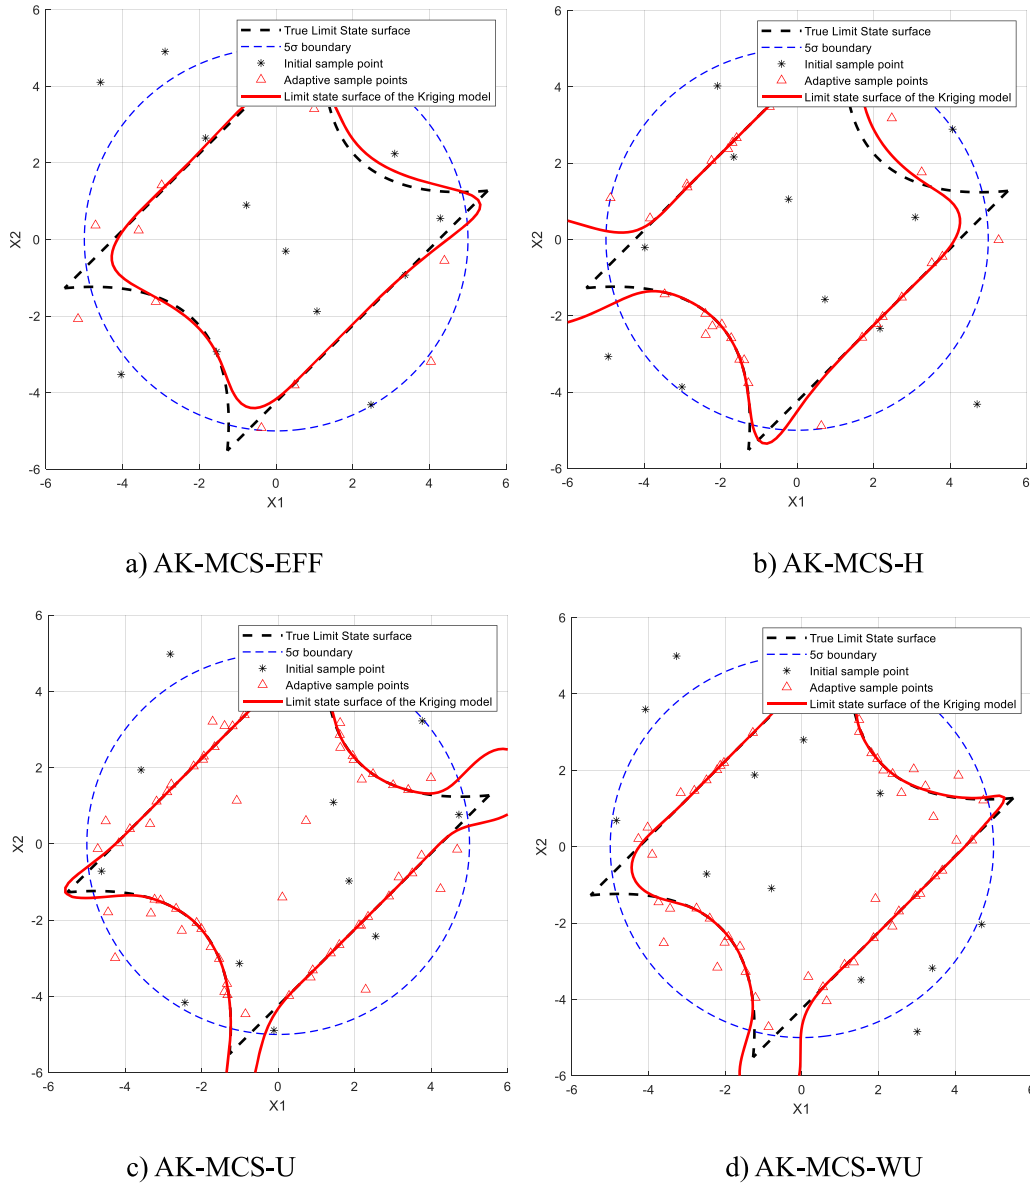 6
4
2
0
-2
-4
-6
X2
-6 -4 -2 0 2 4 6
X1
True Limit State surface
5σ boundary
Initial sample point
Adaptive sample points
Limit state surface of the Kriging model
a) AK-MCS-EFF
6
4
2
0
-2
-4
-6
X2
-6 -4 -2 0 2 4 6
X1
True Limit State surface
5σ boundary
Initial sample point
Adaptive sample points
Limit state surface of the Kriging model
b) AK-MCS-H
6
4
2
0
-2
-4
-6
X2
-6 -4 -2 0 2 4 6
X1
True Limit State surface
5σ boundary
Initial sample point
Adaptive sample points
Limit state surface of the Kriging model
c) AK-MCS-U
6
4
2
0
-2
-4
-6
X2
-6 -4 -2 0 2 4 6
X1
True Limit State surface
5σ boundary
Initial sample point
Adaptive sample points
Limit state surface of the Kriging model
d) AK-MCS-WU